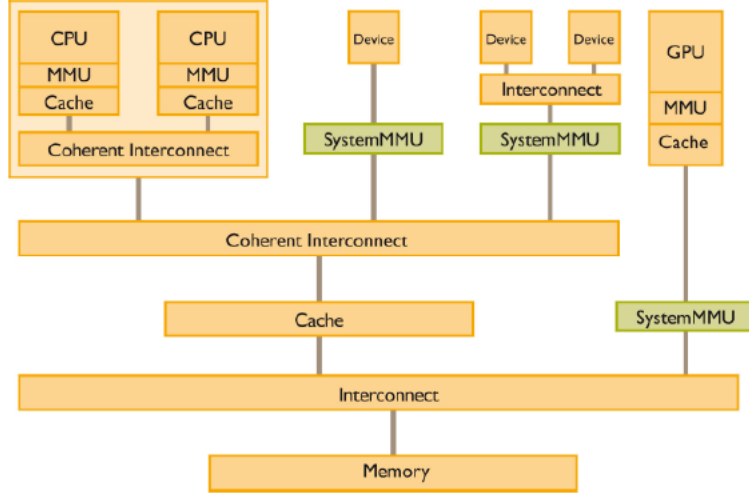 CPU
CPU
Device
Device
Device
GPU
MMU
MMU
Interconnect
MMU
Cache
Cache
SystemMMU
SystemMMU
Cache
Coherent Interconnect
Coherent Interconnect
Cache
SystemMMU
Interconnect
Memory